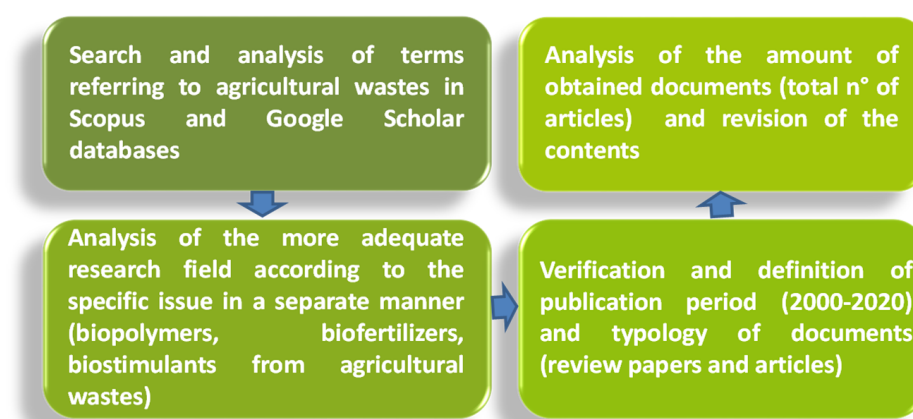 Search and analysis of terms
referring to agricultural wastes in
Scopus and Google Scholar
databases
Analysis of the more adequate
research field according to the
specific issue in a separate manner
(biopolymers, biofertilizers,
biostimulants from agricultural
wastes)
Verification and definition of
publication period (2000-2020)
and typology of documents
(review papers and articles)
Analysis of the amount of
obtained documents (total n° of
articles) and revision of the
contents